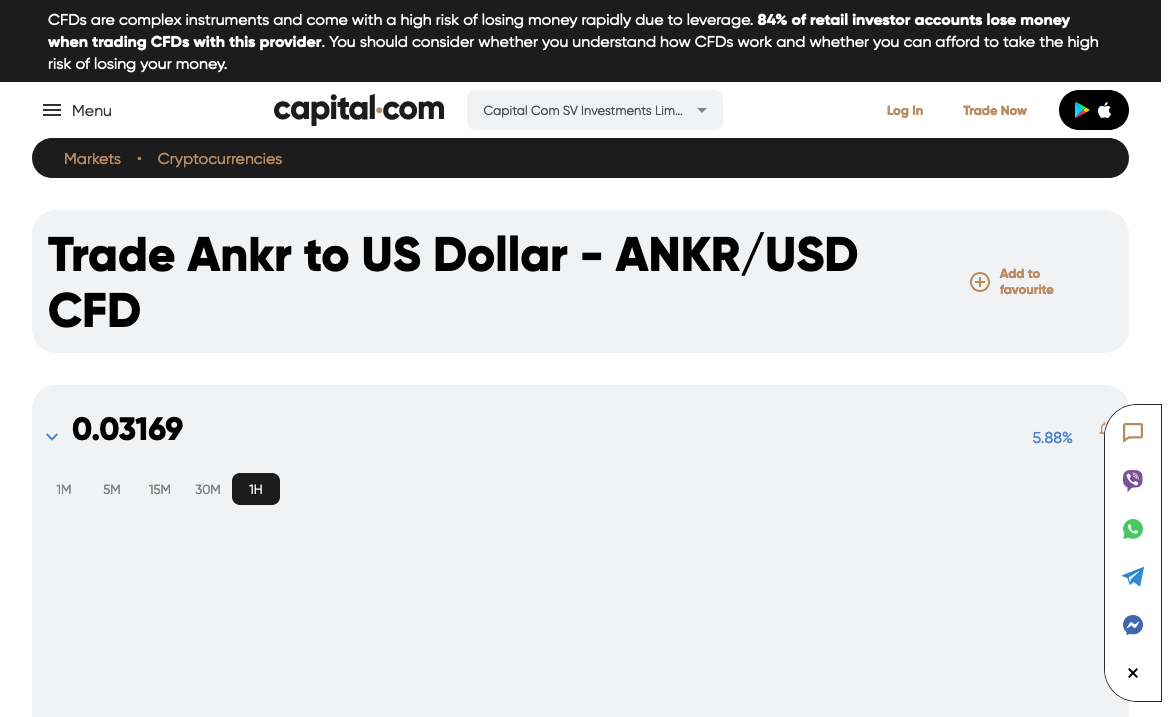 CFDs are complex instruments and come with a high risk of losing money rapidly due to leverage. 84% of retail investor accounts lose money
when trading CFDs with this provider. You should consider whether you understand how CFDs work and whether you can afford to take the high
risk of losing your money.
Menu
capital.com
Capital Com SV Investments Lim...
Log In
Trade Now
Markets
Cryptocurrencies
Trade Ankr to US Dollar - ANKR/USD
CFD
Add to
favourite
0.03169
5.88%
1M
5M
15M
30M
1H